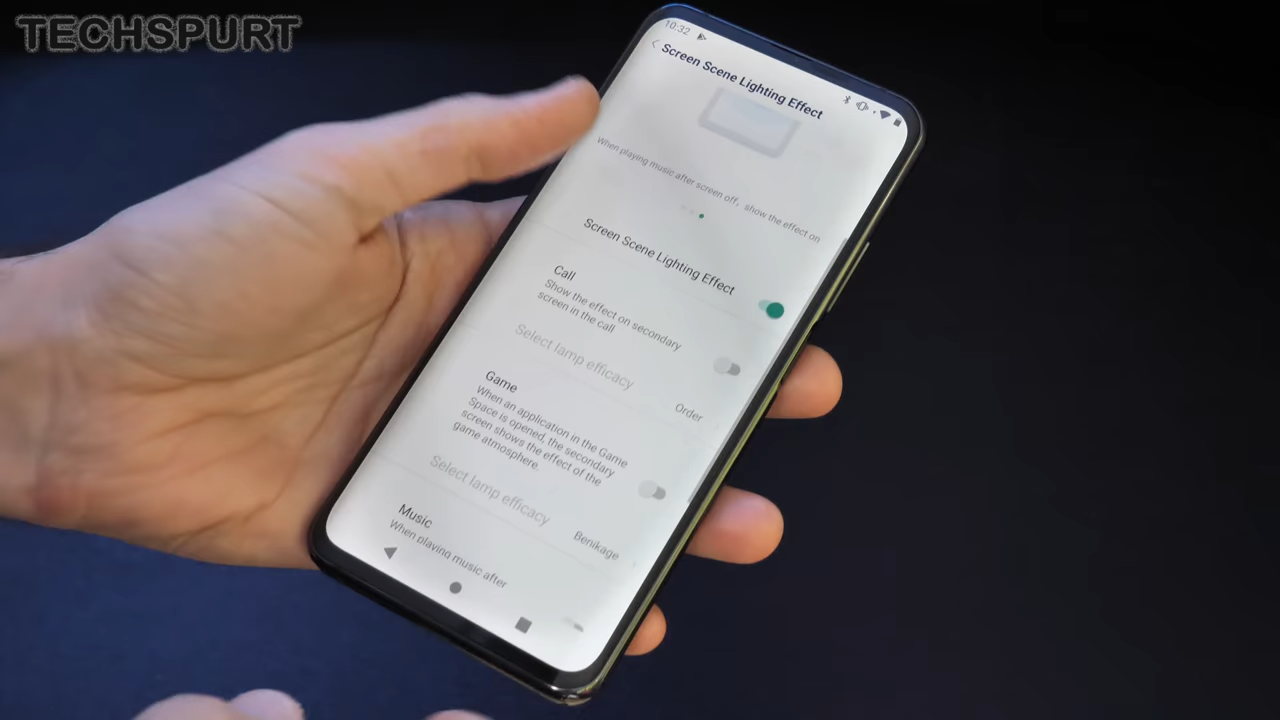 TECHSPURT
10:32
Screen Scene Lighting Effect
When playing music after screen off, show the effect on
Screen Scene Lighting Effect
Call
Show the effect on secondary
screen in the call
Select lamp efficacy
Order
Game
When an application in the Game
Space is opened, the secondary
screen shows the effect of the
game atmosphere.
Select lamp efficacy
Benikage
Music
When playing music after